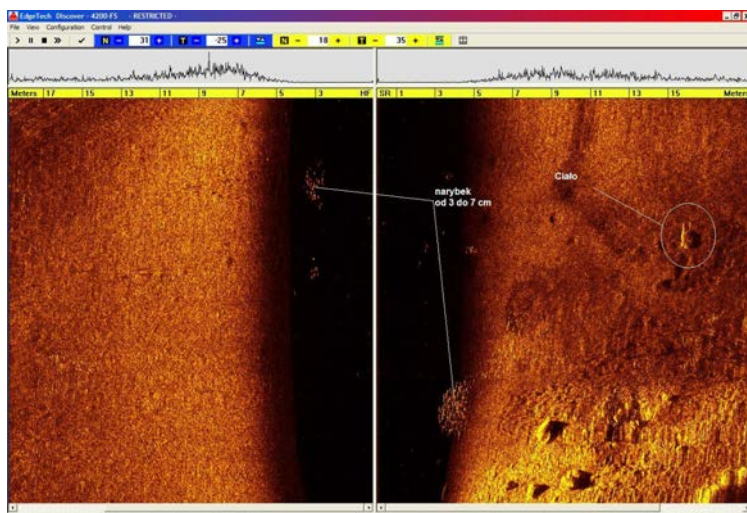 EdgeTech Discover - 4200-FS - RESTRICTED -
File View Configuration Control Help
N - 31 + T - -25 + N - 18 + T - 35 +
Meters 17 15 13 11 9 7 5 3 HF SR 1 3 5 7 9 11 13 15 Meters
Ciało
narybek
od 3 do 7 cm